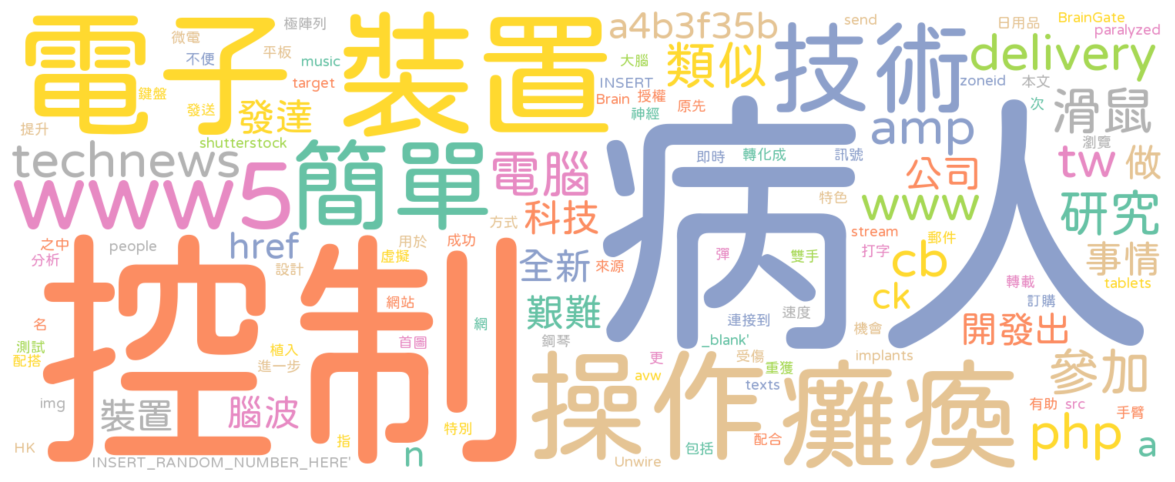 電子裝置
病人
控制
技術
操作
癱瘓
簡單
www5
a4b3f35b
delivery
類似
滑鼠
amp
發達
technews
電腦
公司
tw
做
www
研究
科技
href
全新
cb
事情
艱難
ck
開發出
參加
裝置
腦波
php
n
a
極陣列
微電
平板
不便
music
target
鍵盤
發送
提升
shutterstock
大腦
INSERT
Brain
授權
神經
原先
send
日用品
BrainGate
paralyzed
zoneid
本文
次
瀏覽
即時
轉化成
訊號
特色
方式
之中
分析
people
設計
用於
虛擬
成功
來源
彈
雙手
stream
打字
郵件
tablets
轉載
訂購
網站
網
首圖
鋼琴
連接到
速度
_blank'
機會
名
測試
配搭
植入
進一步
更
受傷
重獲
implants
avw
texts
img
HK
INSERT_RANDOM_NUMBER_HERE'
指
特別
Unwire
包括
配合
有助
src
手臂